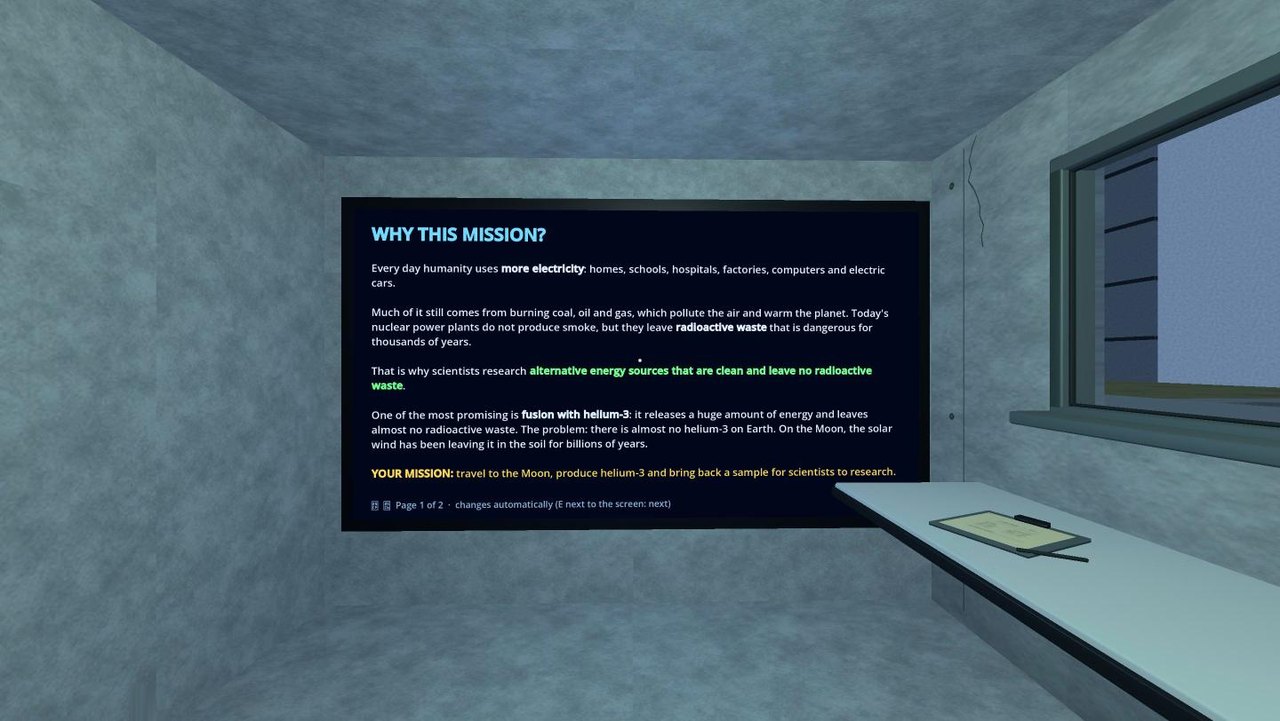 WHY THIS MISSION?
Every day humanity uses more electricity: homes, schools, hospitals, factories, computers and electric
cars.
Much of it still comes from burning coal, oil and gas, which pollute the air and warm the planet. Today's
nuclear power plants do not produce smoke, but they leave radioactive waste that is dangerous for
thousands of years.
That is why scientists research alternative energy sources that are clean and leave no radioactive
waste.
One of the most promising is fusion with helium-3: it releases a huge amount of energy and leaves
almost no radioactive waste. The problem: there is almost no helium-3 on Earth. On the Moon, the solar
wind has been leaving it in the soil for billions of years.
YOUR MISSION: travel to the Moon, produce helium-3 and bring back a sample for scientists to research.
Page 1 of 2 · changes automatically (E next to the screen: next)